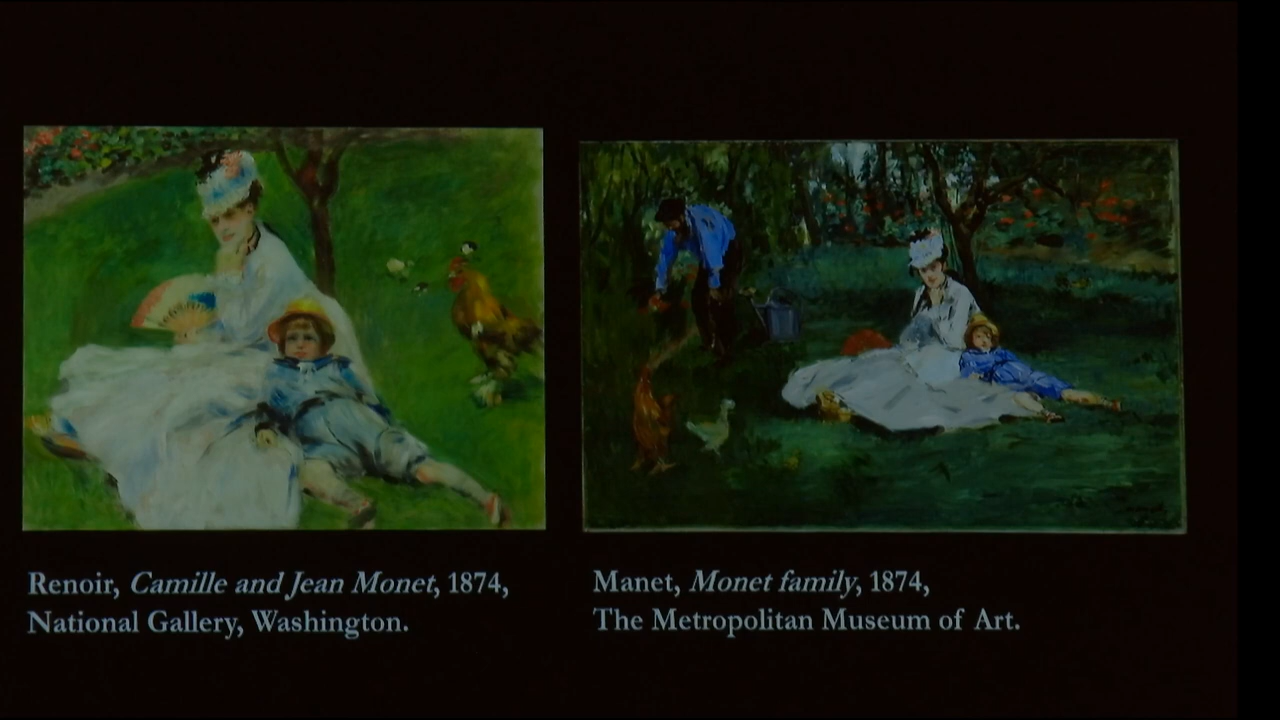 Renoir, Camille and Jean Monet, 1874,
National Gallery, Washington.
Manet, Monet family, 1874,
The Metropolitan Museum of Art.